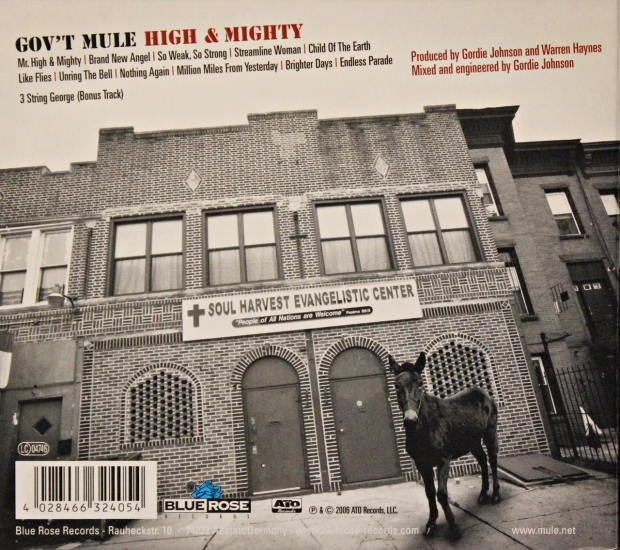 GOV'T MULE HIGH & MIGHTY
Mr. High & Mighty | Brand New Angel | So Weak, So Strong | Streamline Woman | Child Of The Earth
Like Flies | Unring The Bell | Nothing Again | Million Miles From Yesterday | Brighter Days | Endless Parade
3 String George (Bonus Track)
Produced by Gordie Johnson and Warren Haynes
Mixed and engineered by Gordie Johnson
SOUL HARVEST EVANGELISTIC CENTER
"People of All Nations are Welcome"
LC 04746
4 028466 324054
BLUE ROSE
RECORDS
ATO
℗ & © 2006 ATO RECORDS, LLC.
Blue Rose Records - Rauheckstr. 10
Germany
www.mule.net